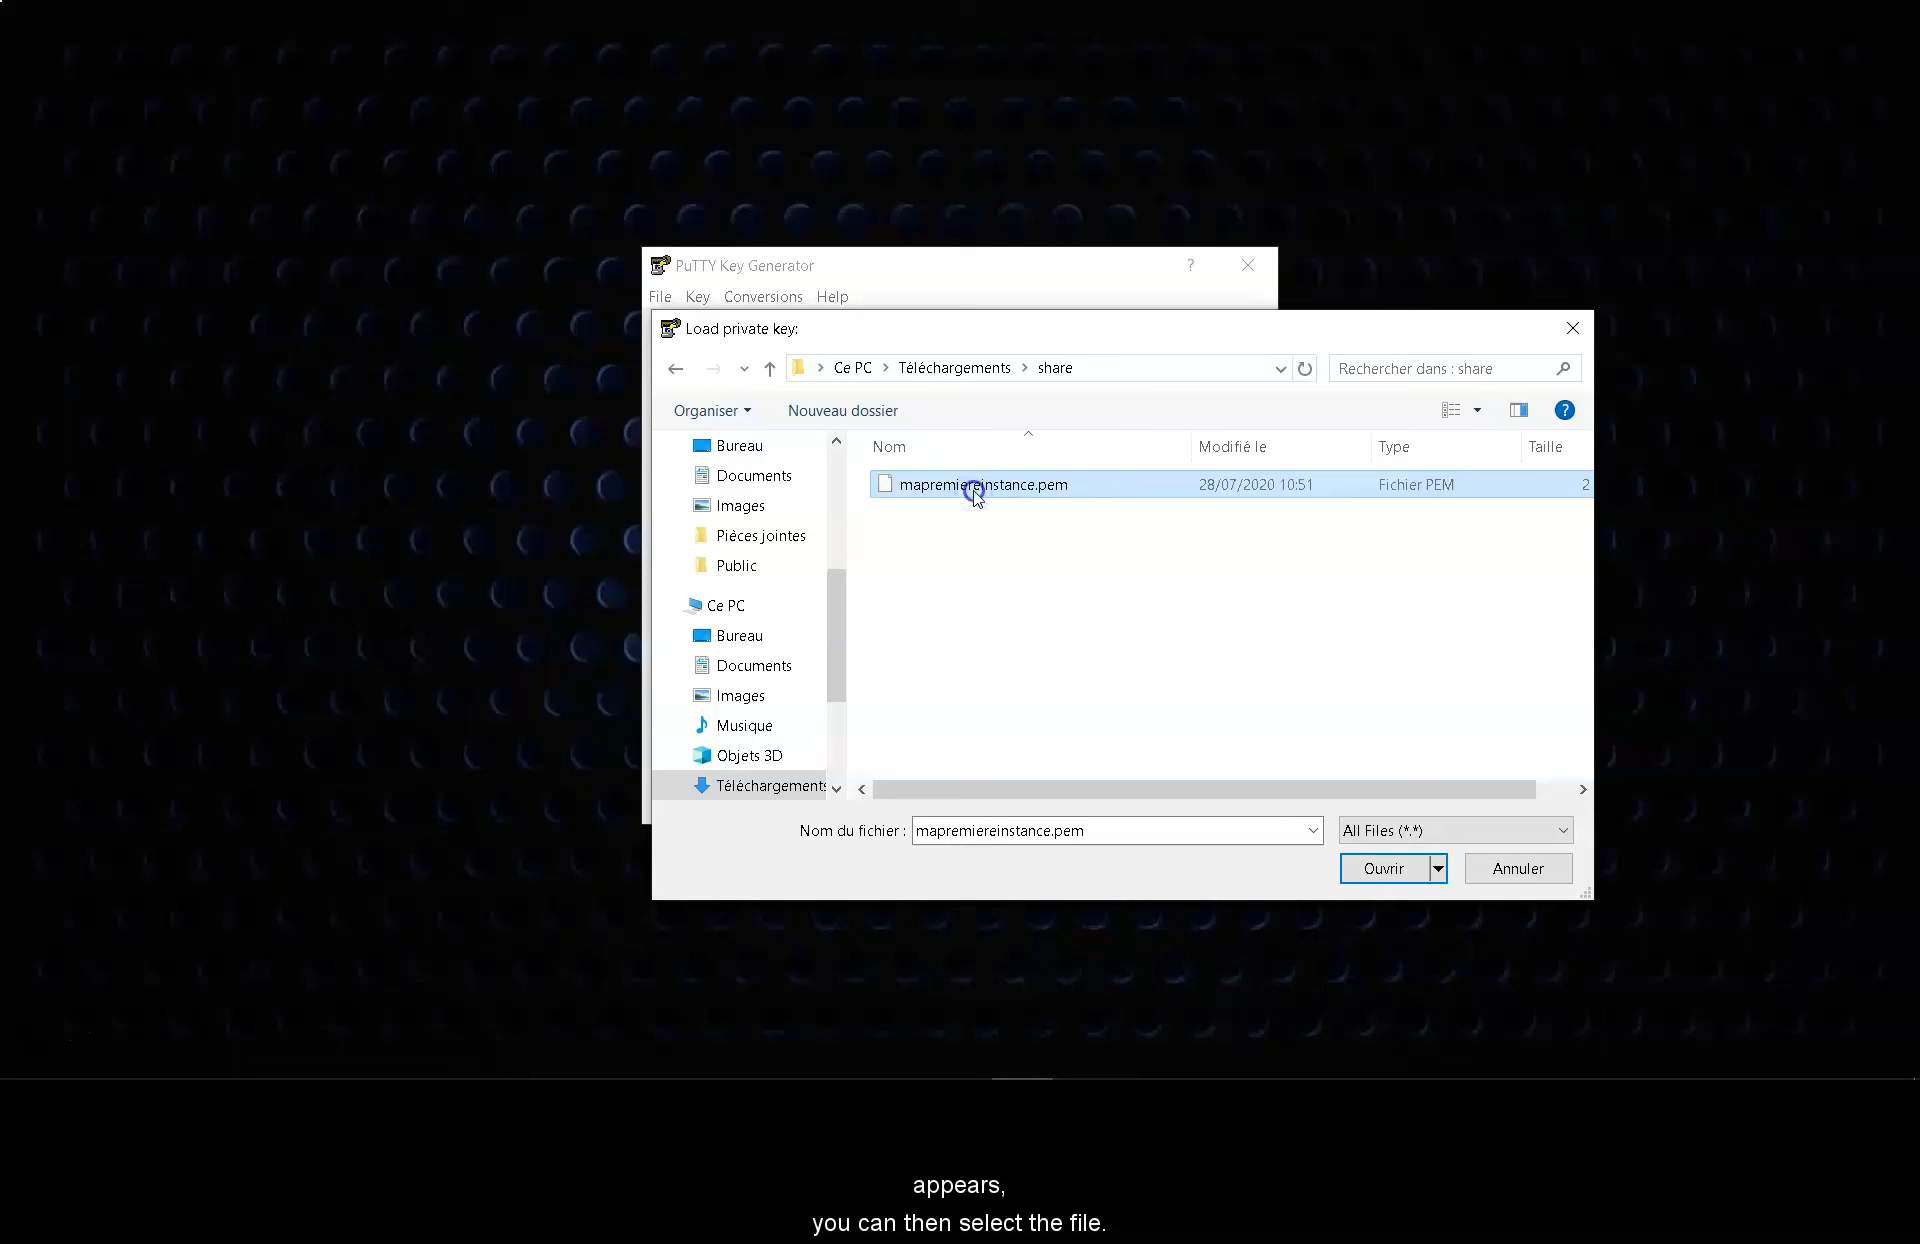 PuTTY Key Generator
?
File Key Conversions Help
Load private key:
Ce PC > Téléchargements > share
Rechercher dans : share
Organiser
Nouveau dossier
?
Bureau
Documents
Images
Pièces jointes
Public
Ce PC
Bureau
Documents
Images
Musique
Objets 3D
Téléchargements
Nom Modifié le Type Taille
mapremiereinstance.pem 28/07/2020 10:51 Fichier PEM 2
Nom du fichier : mapremiereinstance.pem
All Files (*.*)
Ouvrir
Annuler
appears,
you can then select the file.